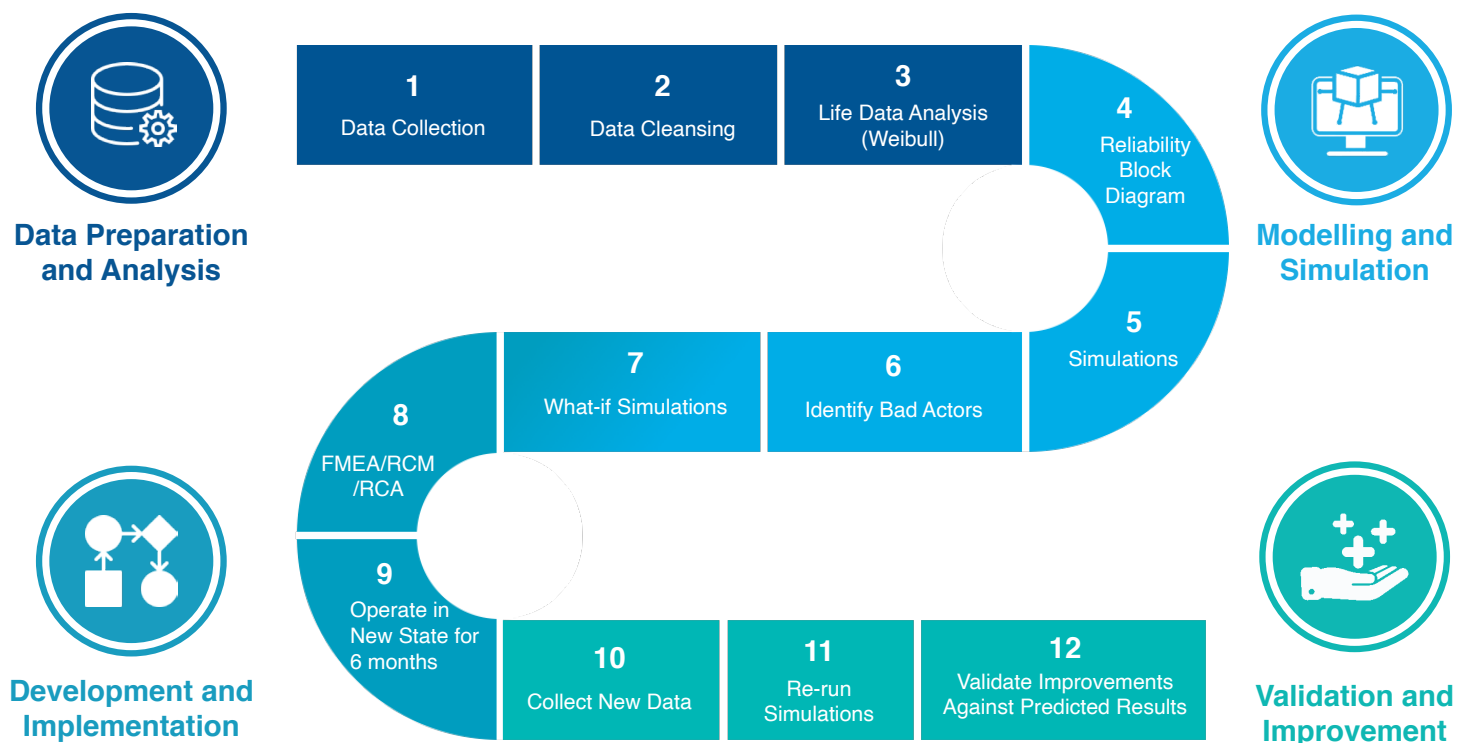 1
Data Collection
2
Data Cleansing
3
Life Data Analysis
(Weibull)
4
Reliability
Block
Diagram
Data Preparation
and Analysis
Modelling and
Simulation
5
Simulations
6
Identify Bad Actors
7
What-if Simulations
8
FMEA/RCM
/RCA
9
Operate in
New State for
6 months
10
Collect New Data
11
Re-run
Simulations
12
Validate Improvements
Against Predicted Results
Development and
Implementation
Validation and
Improvement